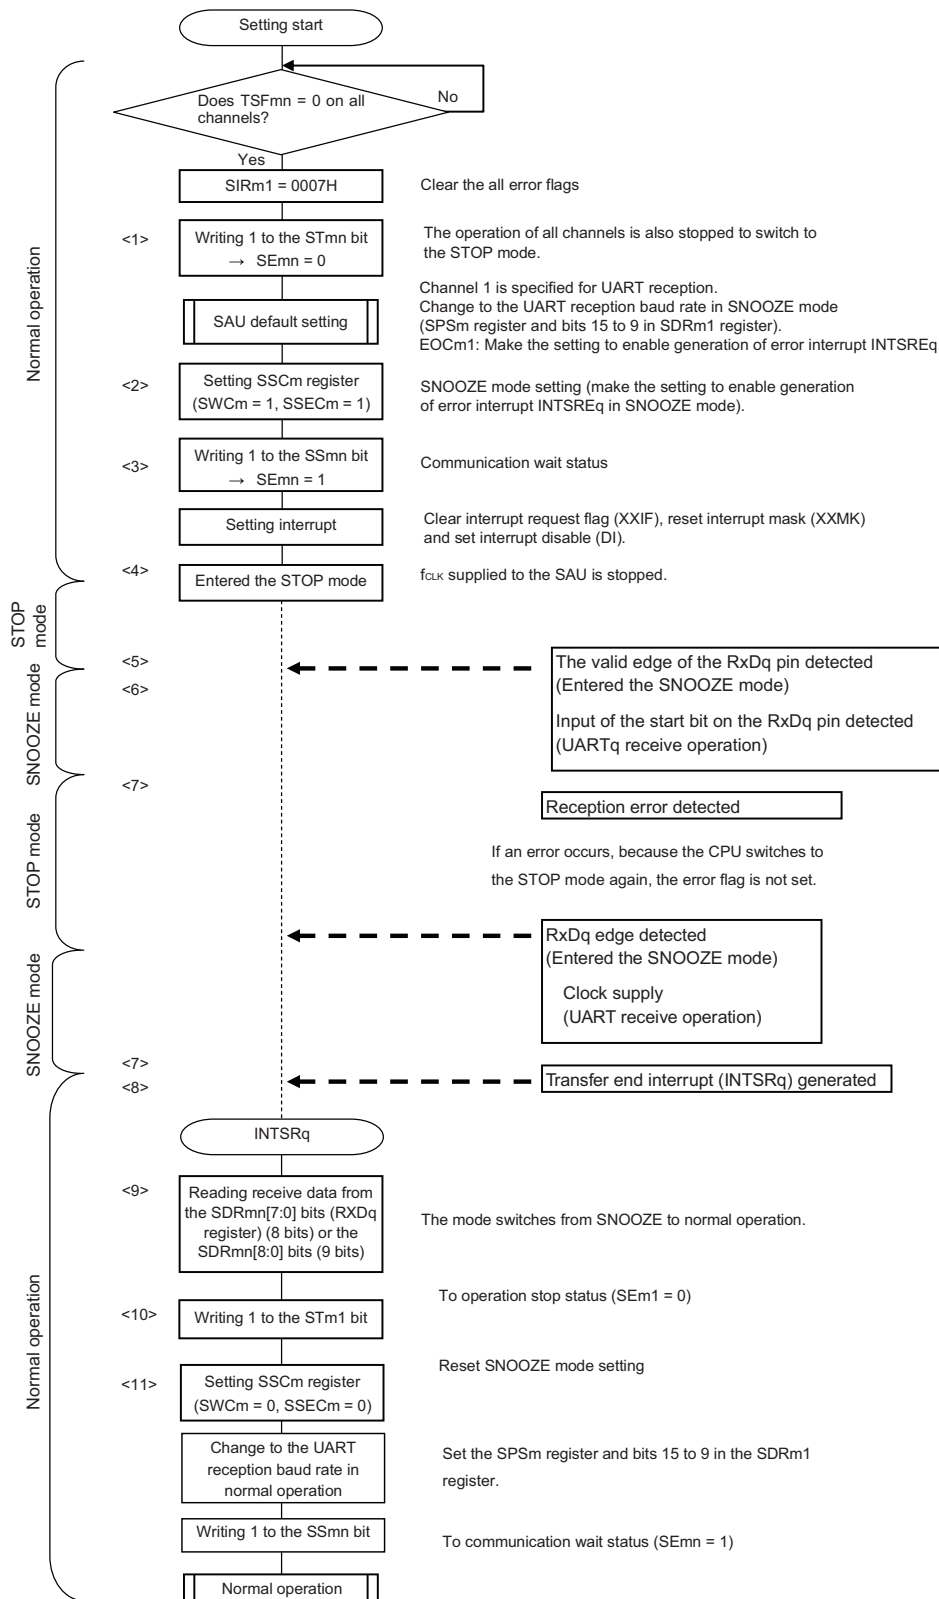 Setting start
Does TSFmn = 0 on all
channels?
No
Yes
SIRm1 = 0007H
Clear the all error flags
Normal operation
<1>
Writing 1 to the STmn bit
→ SEmn = 0
The operation of all channels is also stopped to switch to
the STOP mode.
SAU default setting
Channel 1 is specified for UART reception.
Change to the UART reception baud rate in SNOOZE mode
(SPSm register and bits 15 to 9 in SDRm1 register).
EOCm1: Make the setting to enable generation of error interrupt INTSREq
<2>
Setting SSCm register
(SWCm = 1, SSECm = 1)
SNOOZE mode setting (make the setting to enable generation
of error interrupt INTSREq in SNOOZE mode).
<3>
Writing 1 to the SSmn bit
→ SEmn = 1
Communication wait status
Setting interrupt
Clear interrupt request flag (XXIF), reset interrupt mask (XXMK)
and set interrupt disable (DI).
<4>
Entered the STOP mode
fCLK supplied to the SAU is stopped.
STOP
mode
<5>
The valid edge of the RxDq pin detected
(Entered the SNOOZE mode)
<6>
Input of the start bit on the RxDq pin detected
(UARTq receive operation)
SNOOZE mode
<7>
Reception error detected
If an error occurs, because the CPU switches to
the STOP mode again, the error flag is not set.
STOP mode
RxDq edge detected
(Entered the SNOOZE mode)
Clock supply
(UART receive operation)
SNOOZE mode
<7>
<8>
Transfer end interrupt (INTSRq) generated
INTSRq
<9>
Reading receive data from
the SDRmn[7:0] bits (RXDq
register) (8 bits) or the
SDRmn[8:0] bits (9 bits)
The mode switches from SNOOZE to normal operation.
<10>
Writing 1 to the STm1 bit
To operation stop status (SEm1 = 0)
Normal operation
<11>
Setting SSCm register
(SWCm = 0, SSECm = 0)
Reset SNOOZE mode setting
Change to the UART
reception baud rate in
normal operation
Set the SPSm register and bits 15 to 9 in the SDRm1
register.
Writing 1 to the SSmn bit
To communication wait status (SEmn = 1)
Normal operation